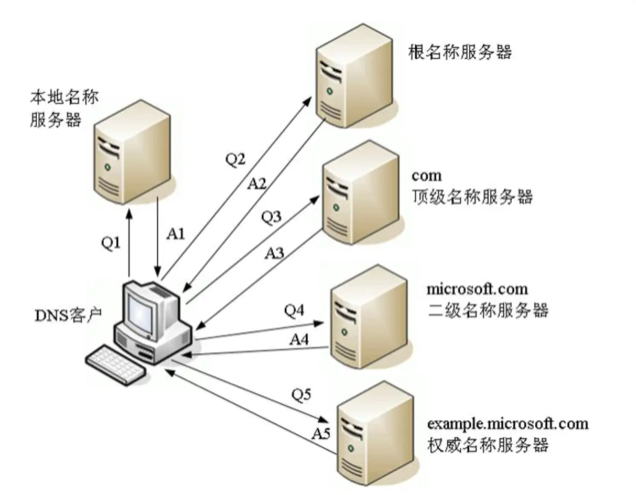 根名称服务器
本地名称
服务器
Q2
A2
com
顶级名称服务器
Q3
A3
Q1
A1
microsoft.com
二级名称服务器
DNS客户
Q4
A4
Q5
A5
example.microsoft.com
权威名称服务器